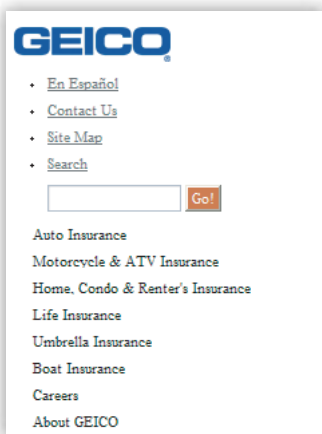 GEICO®
En Español
Contact Us
Site Map
Search
Go!
Auto Insurance
Motorcycle & ATV Insurance
Home, Condo & Renter's Insurance
Life Insurance
Umbrella Insurance
Boat Insurance
Careers
About GEICO